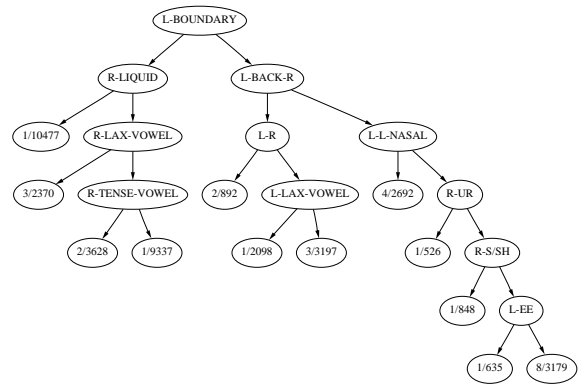 L-BOUNDARY
R-LIQUID L-BACK-R
1/10477 R-LAX-VOWEL L-R L-L-NASAL
3/2370 R-TENSE-VOWEL 2/892 L-LAX-VOWEL 4/2692 R-UR
2/3628 1/9337 1/2098 3/3197 1/526 R-S/SH
1/848 L-EE
1/635 8/3179